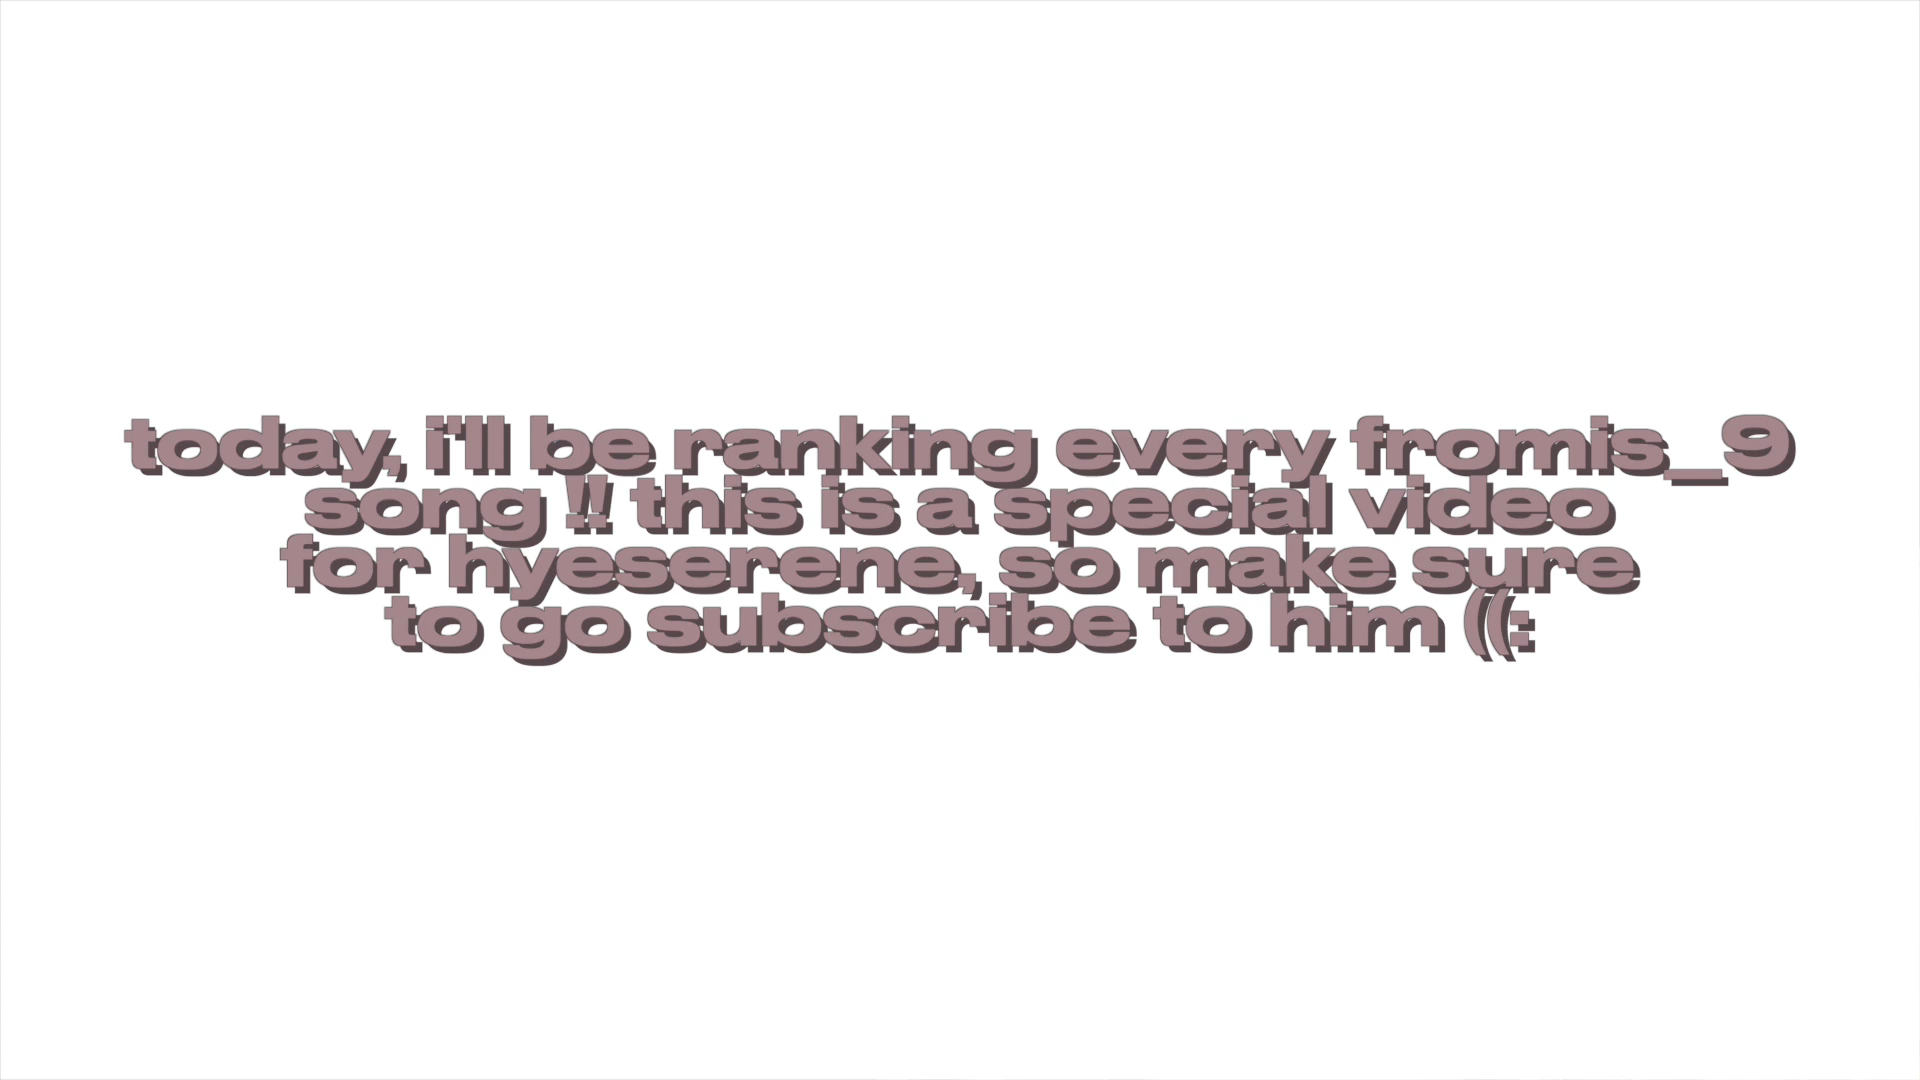 today, i'll be ranking every fromis_9
song !! this is a special video
for hyeserene, so make sure
to go subscribe to him ((: